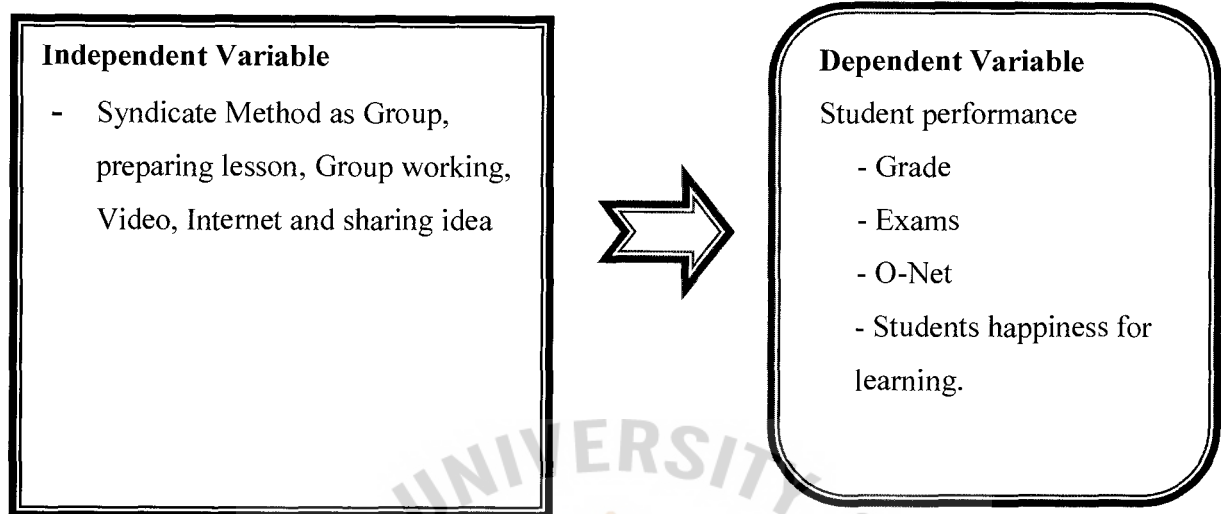 Independent Variable
- Syndicate Method as Group,
preparing lesson, Group working,
Video, Internet and sharing idea
Dependent Variable
Student performance
- Grade
- Exams
- O-Net
- Students happiness for
learning.
UNIVERSITY